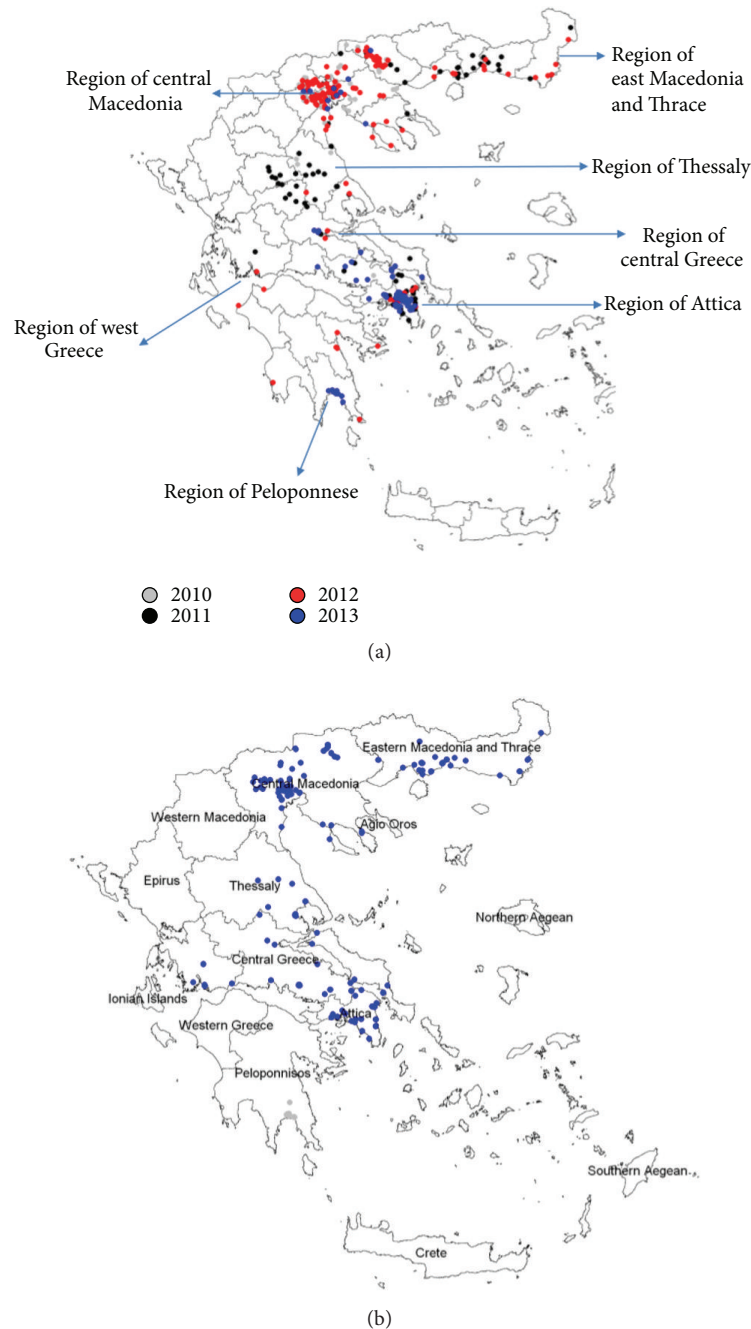 Region of
east Macedonia
and Thrace
Region of central
Macedonia
Region of Thessaly
Region of
central Greece
Region of Attica
Region of west
Greece
Region of Peloponnese
2010
2012
2011
2013
(a)
Eastern Macedonia and Thrace
Central Macedonia
Western Macedonia
Agio Oros
Epirus
Thessaly
Northern Aegean
Central Greece
Ionian Islands
Attica
Western Greece
Peloponnisos
Southern Aegean
Crete
(b)